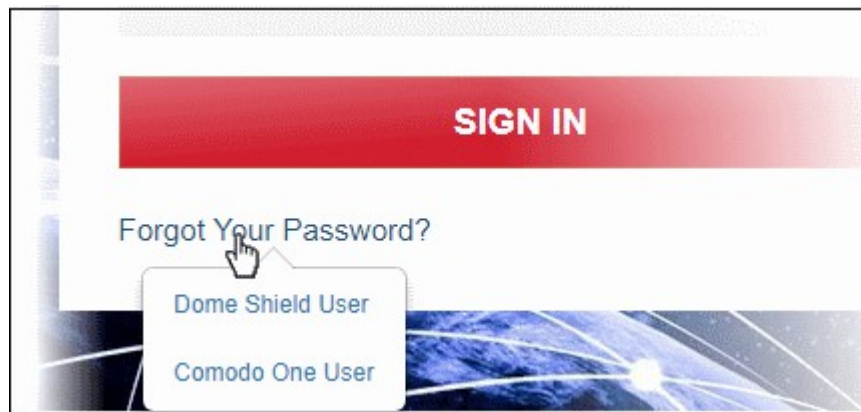 SIGN IN
Forgot Your Password?
Dome Shield User
Comodo One User